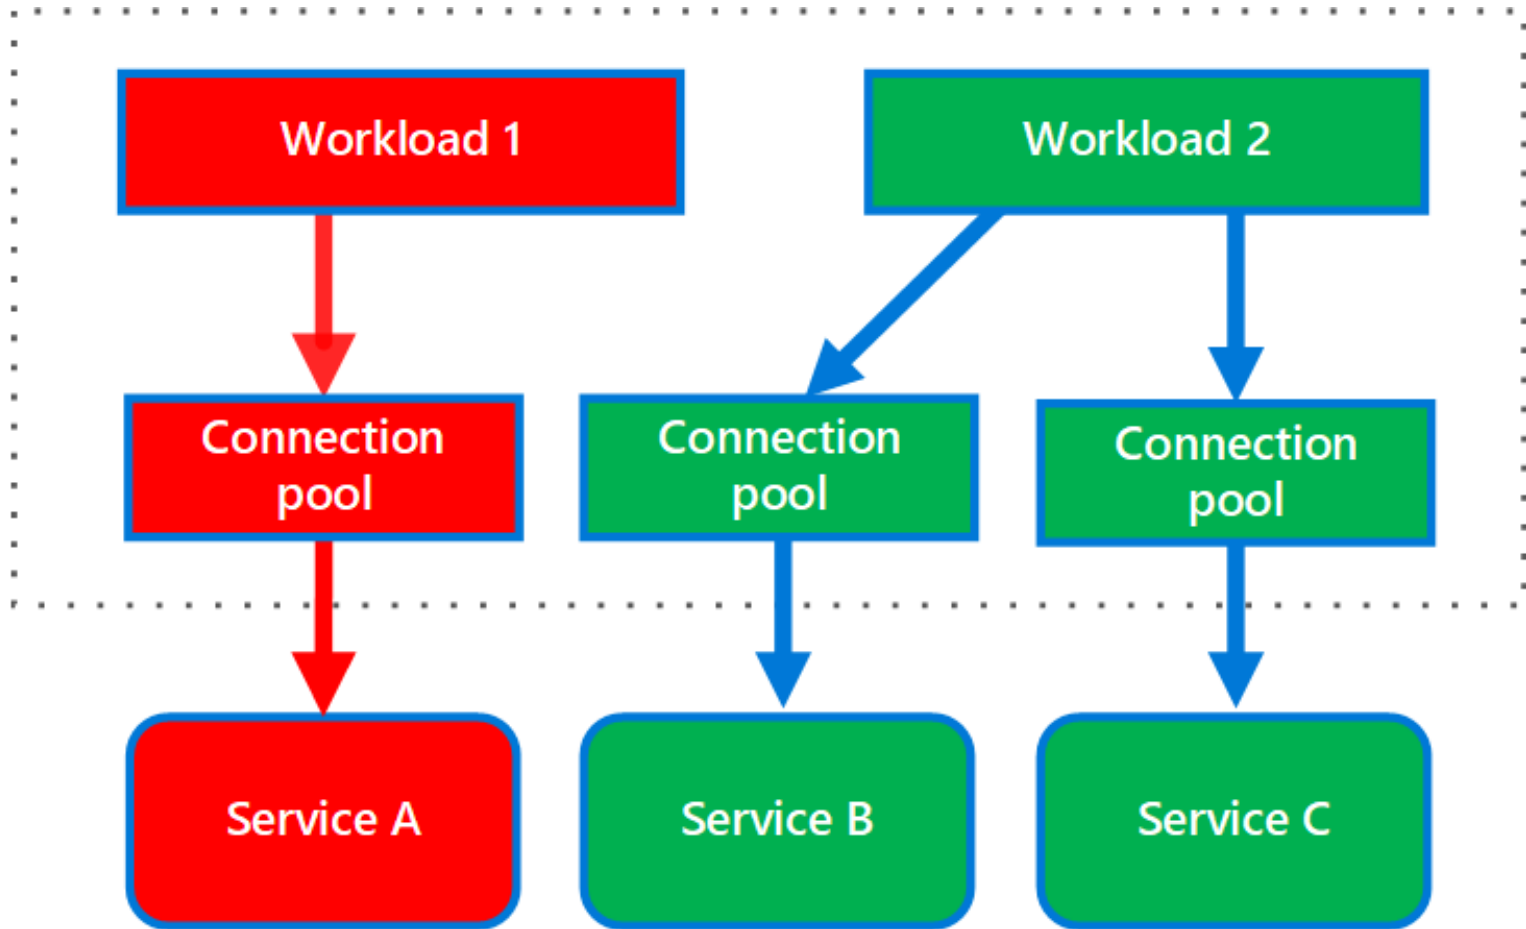 Workload 1
Workload 2
Connection
pool
Connection
pool
Connection
pool
Service A
Service B
Service C